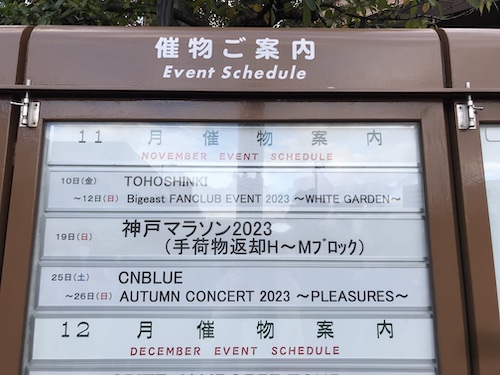 催物ご案内
Event Schedule
11月催物案内
NOVEMBER EVENT SCHEDULE
10日(金) TOHOSHINKI
～12日(日) Bigeast FANCLUB EVENT 2023 ～WHITE GARDEN～
19日(日) 神戸マラソン2023
(手荷物返却H～Mﾌﾞﾛｯｸ)
25日(土) CNBLUE
～26日(日) AUTUMN CONCERT 2023 ～PLEASURES～
12月催物案内
DECEMBER EVENT SCHEDULE